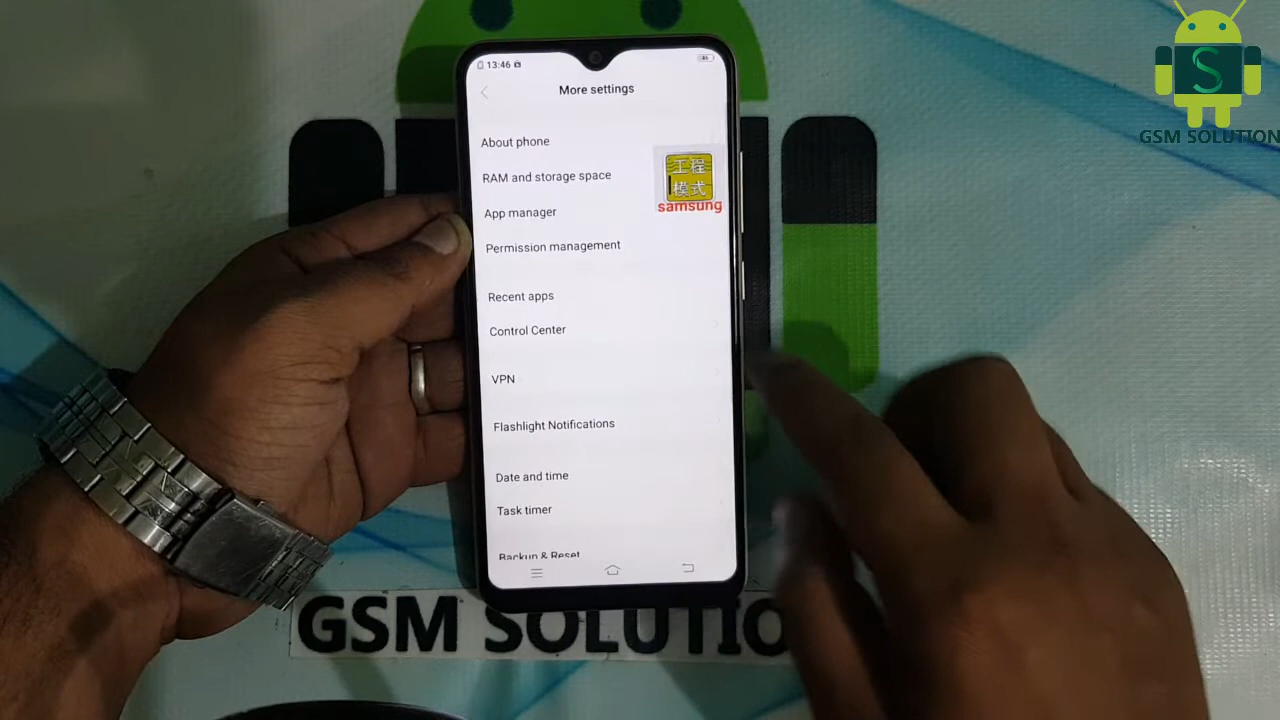 13:46
46
More settings
About phone
RAM and storage space
工程
模式
samsung
App manager
Permission management
Recent apps
Control Center
VPN
Flashlight Notifications
Date and time
Task timer
Backup & Reset
GSM SOLUTIO
S
GSM SOLUTION